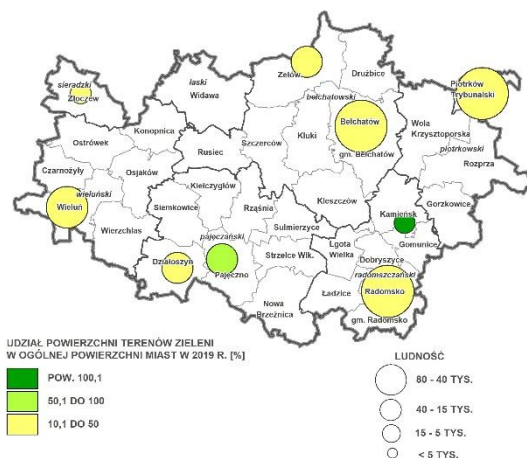 sieradzki
Złoczew
łaski
Widawa
Zelów
Drużbice
bełchatowski
Bełchatów
gm. Bełchatów
Piotrków
Trybunalski
Wola
Krzysztoporska
piotrkowski
Rozprza
Ostrówek
Konopnica
Rusiec
Szczerców
Kluki
Czarnożyły
Osjaków
wieluński
Wieluń
Wierzchlas
Kiełczygłów
Siemkowice
Rząśnia
Kleszczów
Sulmierzyce
pajęczański
Pajęczno
Działoszyn
Strzelce Wlk.
Nowa
Brzeźnica
Kamieńsk
Gorzkowice
Gomunice
Lgota
Wielka
Dobryszyce
radomszczański
Ładzice
Radomsko
gm. Radomsko
UDZIAŁ POWIERZCHNI TERENÓW ZIELENI
W OGÓLNEJ POWIERZCHNI MIAST W 2019 R. [%]
POW. 100,1
50,1 DO 100
10,1 DO 50
LUDNOŚĆ
80 - 40 TYS.
40 - 15 TYS.
15 - 5 TYS.
< 5 TYS.